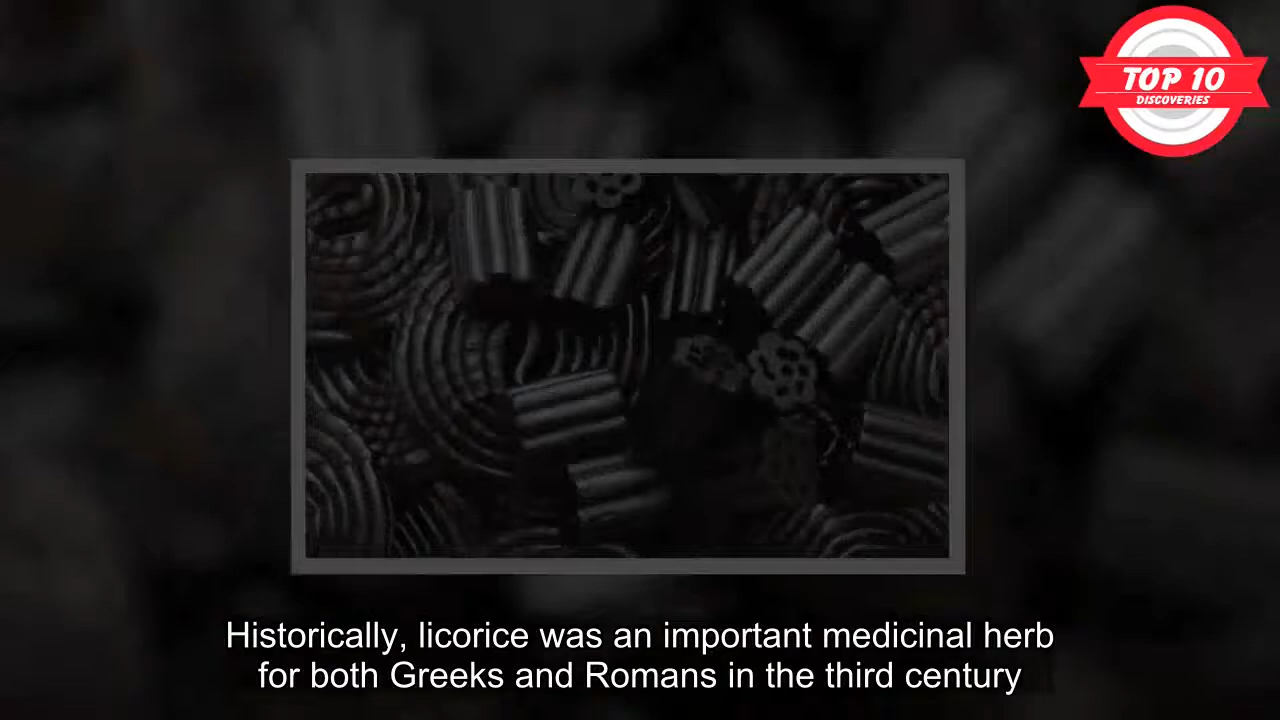 TOP 10
DISCOVERIES
Historically, licorice was an important medicinal herb
for both Greeks and Romans in the third century